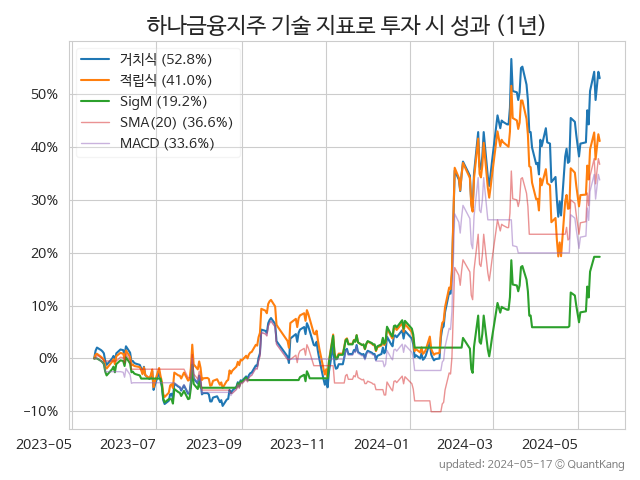 하나금융지주 기술 지표로 투자 시 성과 (1년)
거치식 (52.8%)
적립식 (41.0%)
SigM (19.2%)
SMA(20) (36.6%)
MACD (33.6%)
50%
40%
30%
20%
10%
0%
−10%
2023-05 2023-07 2023-09 2023-11 2024-01 2024-03 2024-05
updated: 2024-05-17 © QuantKang